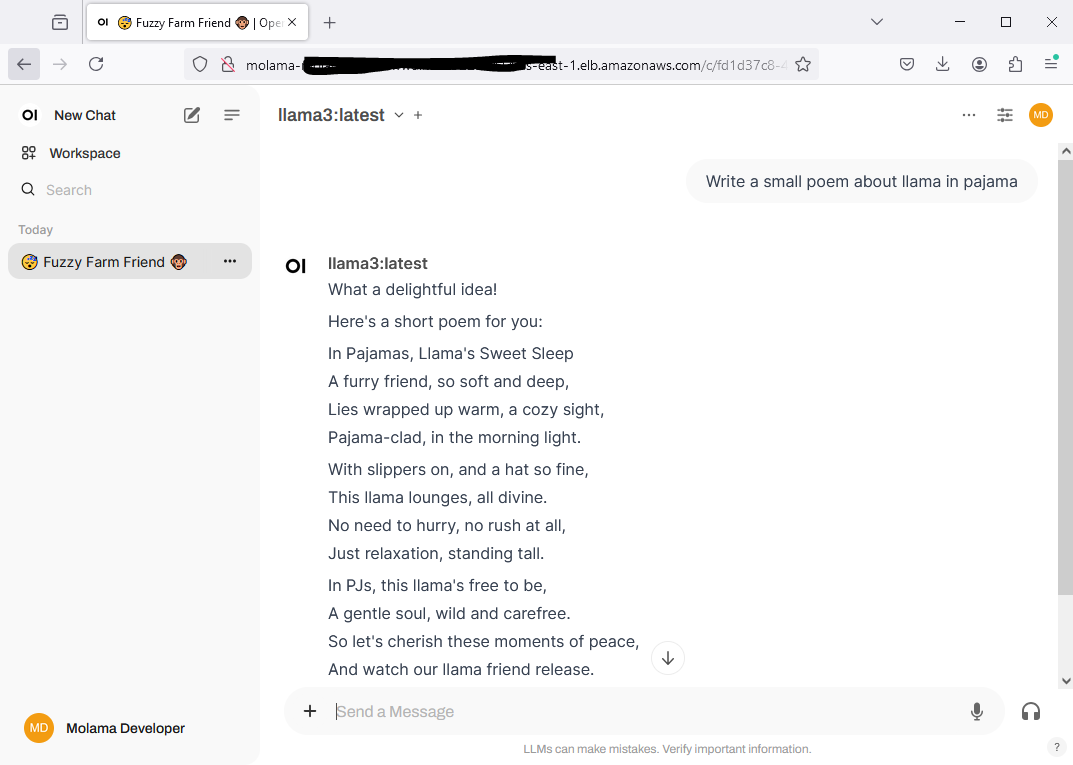 OI 😴 Fuzzy Farm Friend 🐵 | Ope
molama- s-east-1.elb.amazonaws.com/c/fd1d37c8-4
OI New Chat
Workspace
Search
Today
😴 Fuzzy Farm Friend 🐵
MD Molama Developer
llama3:latest
MD
Write a small poem about llama in pajama
OI llama3:latest
What a delightful idea!
Here's a short poem for you:
In Pajamas, Llama's Sweet Sleep
A furry friend, so soft and deep,
Lies wrapped up warm, a cozy sight,
Pajama-clad, in the morning light.
With slippers on, and a hat so fine,
This llama lounges, all divine.
No need to hurry, no rush at all,
Just relaxation, standing tall.
In PJs, this llama's free to be,
A gentle soul, wild and carefree.
So let's cherish these moments of peace,
And watch our llama friend release.
Send a Message
LLMs can make mistakes. Verify important information.
?